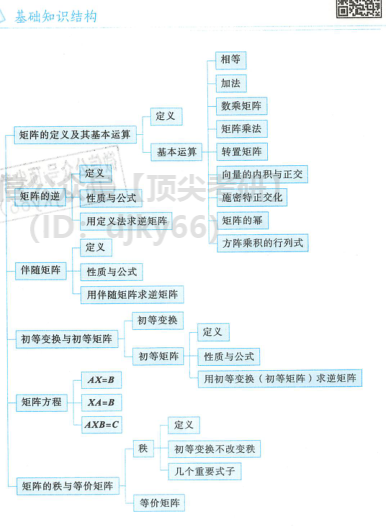 基础知识结构
相等
加法
定义
数乘矩阵
矩阵的定义及其基本运算
矩阵乘法
基本运算
转置矩阵
定义
向量的内积与正交
矩阵的逆
性质与公式
施密特正交化
用定义法求逆矩阵
矩阵的幂
定义
方阵乘积的行列式
伴随矩阵
性质与公式
用伴随矩阵求逆矩阵
初等变换
定义
初等变换与初等矩阵
初等矩阵
性质与公式
用初等变换（初等矩阵）求逆矩阵
AX=B
矩阵方程
XA=B
AXB=C
定义
秩
初等变换不改变秩
几个重要式子
矩阵的秩与等价矩阵
等价矩阵